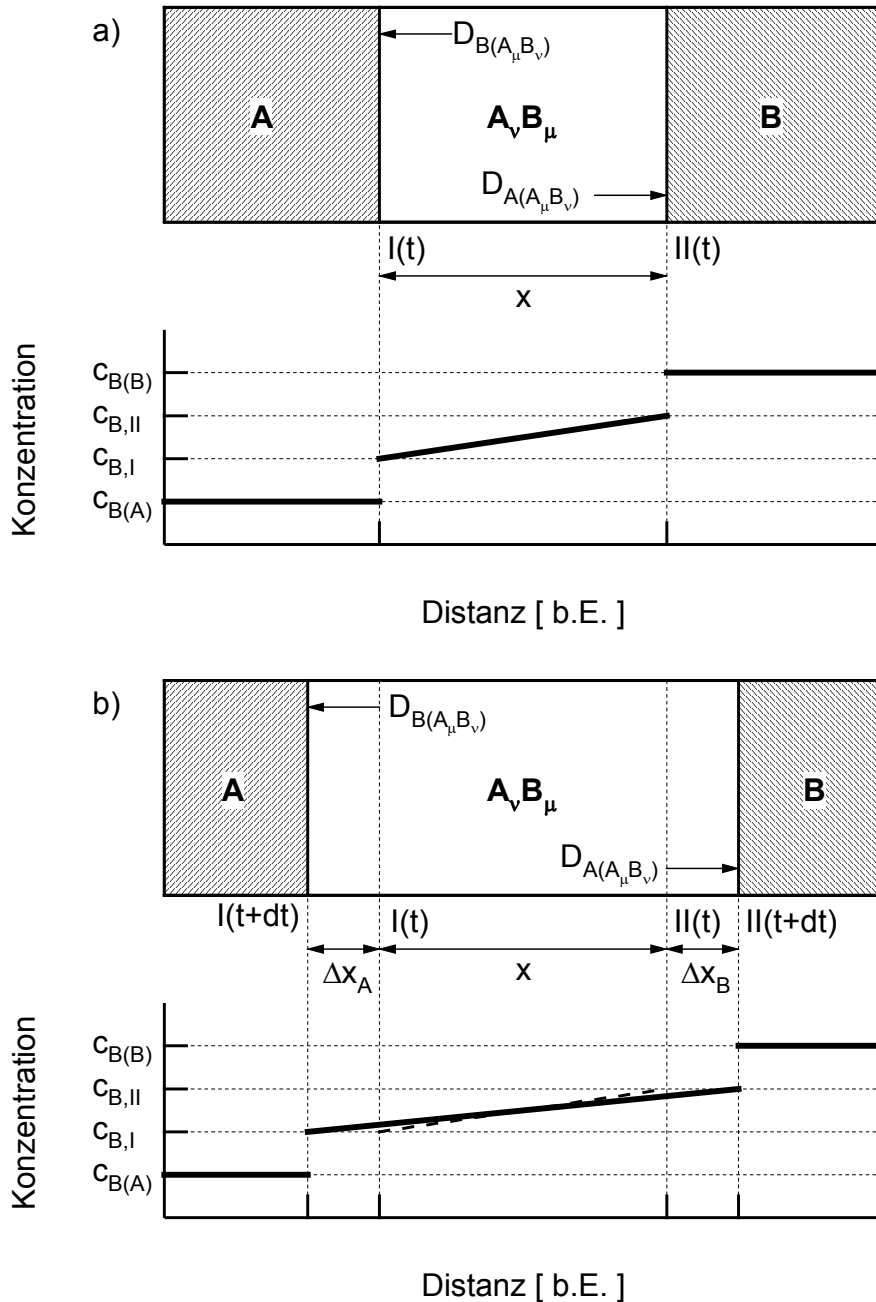 a)
D_B(A_μB_ν)
A
A_νB_μ
B
D_A(A_μB_ν)
I(t)
II(t)
x
Konzentration
c_B(B)
c_B,II
c_B,I
c_B(A)
Distanz [ b.E. ]
b)
D_B(A_μB_ν)
A
A_νB_μ
B
D_A(A_μB_ν)
I(t+dt)
I(t)
II(t)
II(t+dt)
Δx_A
x
Δx_B
Konzentration
c_B(B)
c_B,II
c_B,I
c_B(A)
Distanz [ b.E. ]